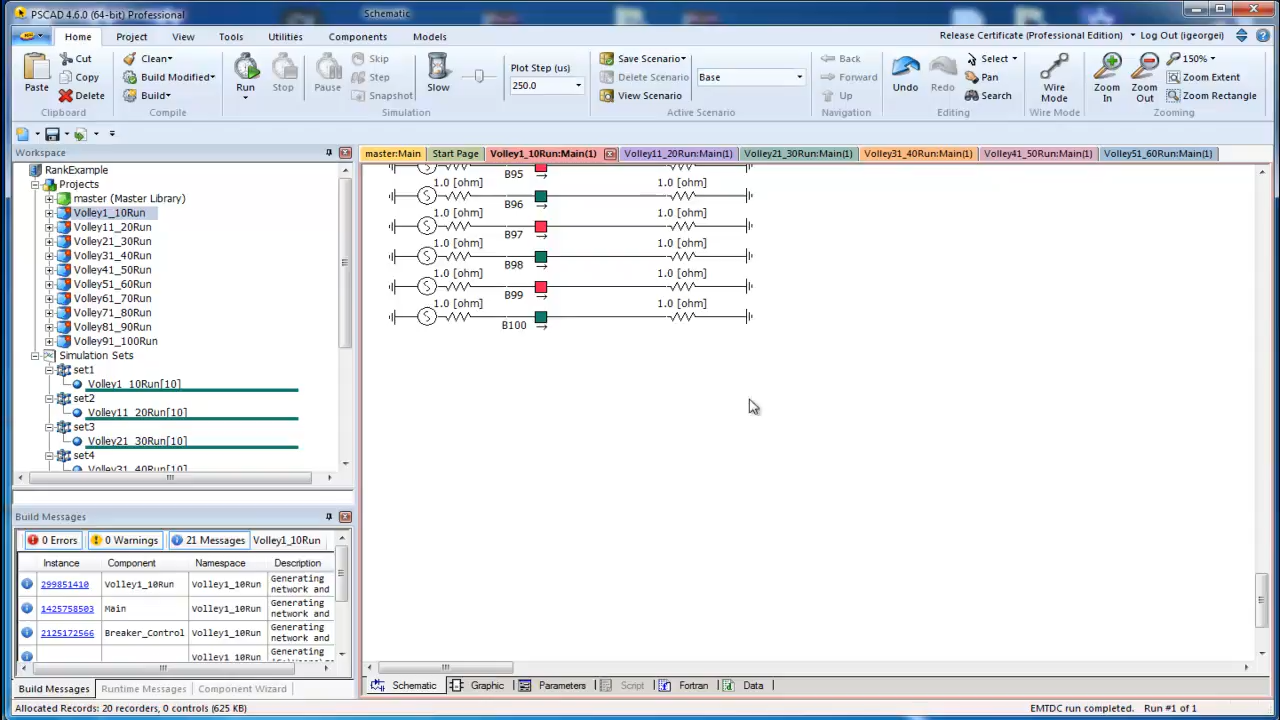 PSCAD 4.6.0 (64-bit) Professional
Schematic
Home
Project
View
Tools
Utilities
Components
Models
Release Certificate (Professional Edition)
Log Out (igeorgei)
Paste
Cut
Copy
Delete
Clipboard
Clean
Build Modified
Build
Compile
Run
Stop
Pause
Skip
Step
Snapshot
Slow
Plot Step (us)
250.0
Simulation
Save Scenario
Delete Scenario
View Scenario
Base
Active Scenario
Back
Forward
Up
Navigation
Undo
Redo
Select
Pan
Search
Editing
Wire
Mode
Wire Mode
Zoom
In
Zoom
Out
150%
Zoom Extent
Zoom Rectangle
Zooming
Workspace
RankExample
Projects
master (Master Library)
Volley1_10Run
Volley11_20Run
Volley21_30Run
Volley31_40Run
Volley41_50Run
Volley51_60Run
Volley61_70Run
Volley71_80Run
Volley81_90Run
Volley91_100Run
Simulation Sets
set1
Volley1_10Run[10]
set2
Volley11_20Run[10]
set3
Volley21_30Run[10]
set4
Volley31_40Run[10]
master:Main
Start Page
Volley1_10Run:Main(1)
Volley11_20Run:Main(1)
Volley21_30Run:Main(1)
Volley31_40Run:Main(1)
Volley41_50Run:Main(1)
Volley51_60Run:Main(1)
B95
1.0 [ohm] 1.0 [ohm]
B96
1.0 [ohm] 1.0 [ohm]
B97
1.0 [ohm] 1.0 [ohm]
B98
1.0 [ohm] 1.0 [ohm]
B99
1.0 [ohm] 1.0 [ohm]
B100
Build Messages
0 Errors
0 Warnings
21 Messages
Volley1_10Run
Instance Component Namespace Description
299851410 Volley1_10Run Volley1_10Run Generating
network and
1425758503 Main Volley1_10Run Generating
network and
2125172566 Breaker_Control Volley1_10Run Generating
network and
Volley1_10Run
Build Messages
Runtime Messages
Component Wizard
Schematic
Graphic
Parameters
Script
Fortran
Data
Allocated Records: 20 recorders, 0 controls (625 KB)
EMTDC run completed.
Run #1 of 1